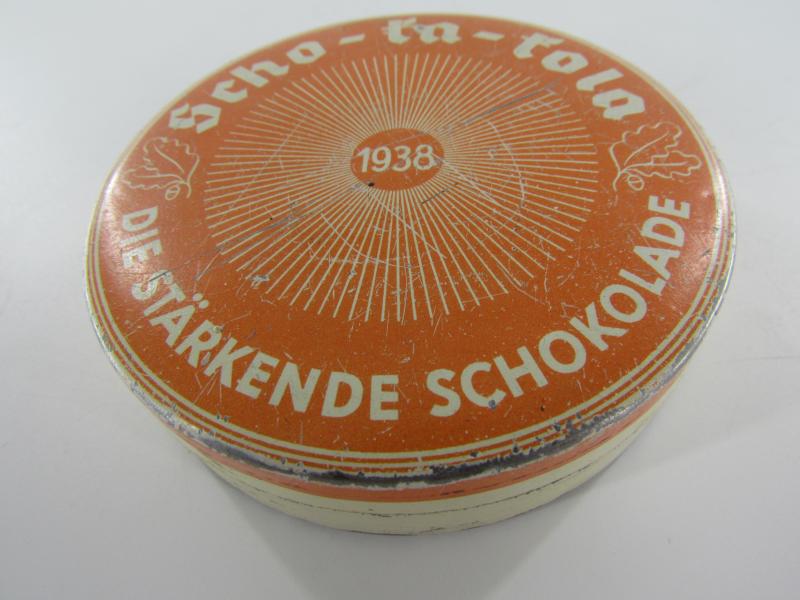 Scho-ka-kola
1938
DIE STÄRKENDE SCHOKOLADE